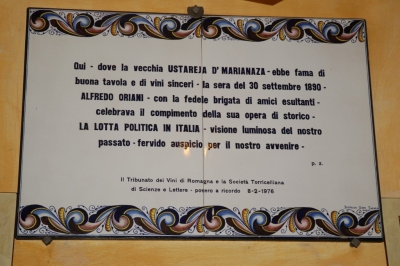 Qui - dove la vecchia USTAREJA D'MARIANAZA - ebbe fama di
buona tavola e di vini sinceri - la sera del 30 settembre 1890 -
ALFREDO ORIANI - con la fedele brigata di amici esultanti -
celebrava il compimento della sua opera di storico -
LA LOTTA POLITICA IN ITALIA - visione luminosa del nostro
passato - fervido auspicio per il nostro avvenire -
p. z.
Il Tribunato dei Vini di Romagna e la Società Torricelliana
di Scienze e Lettere - posero a ricordo 8-2-1976